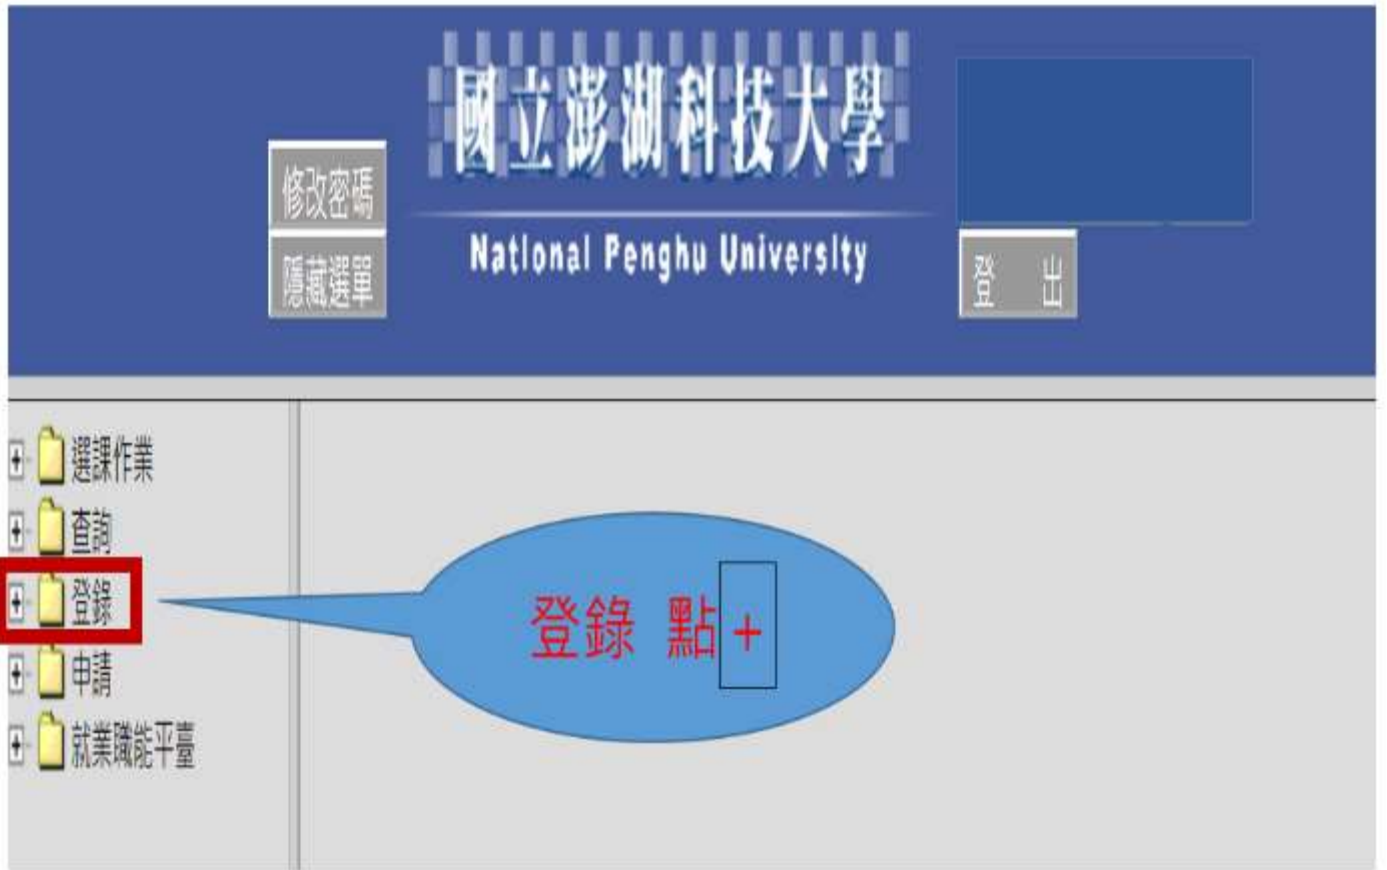 國立澎湖科技大學
National Penghu University
修改密碼
隱藏選單
登 出
選課作業
查詢
登錄
申請
就業職能平臺
登錄 點+